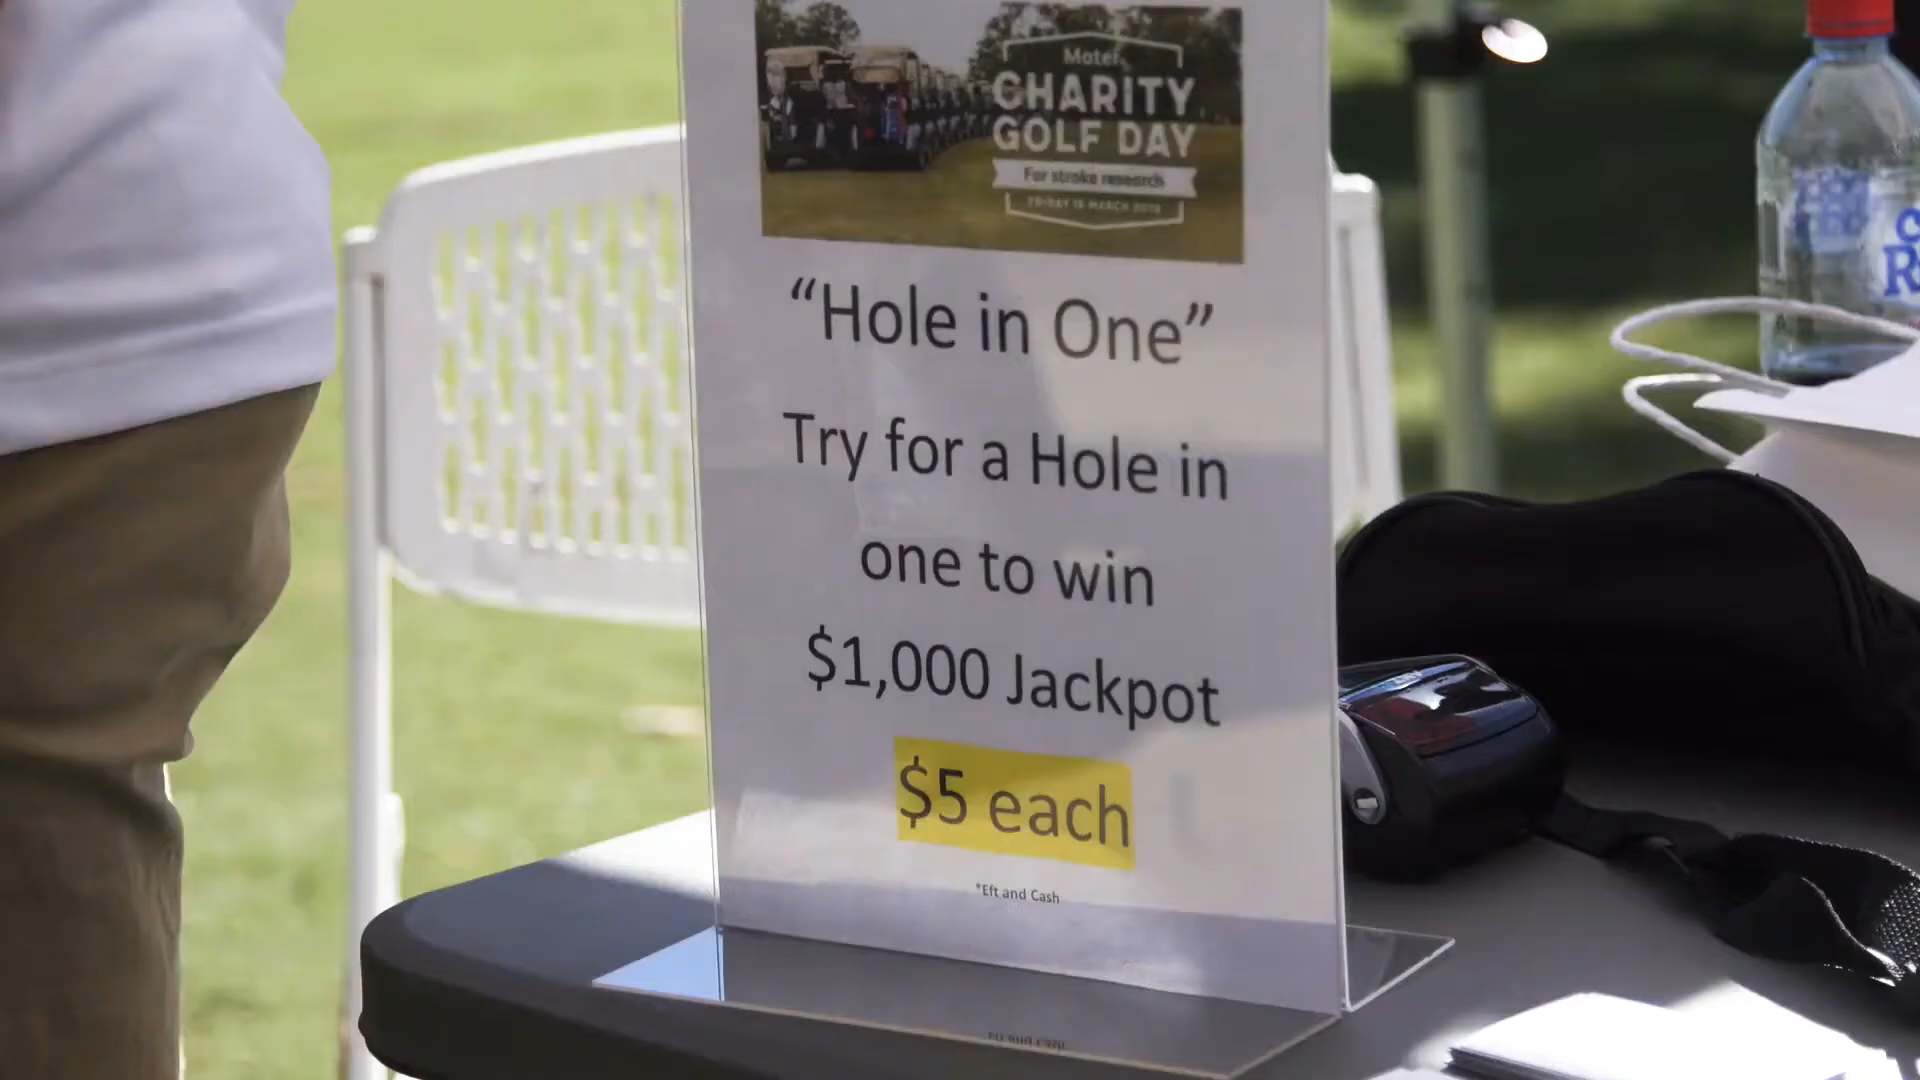 CHARITY
GOLF DAY
For stroke research
“Hole in One”
Try for a Hole in
one to win
$1,000 Jackpot
$5 each
*Eft and Cash